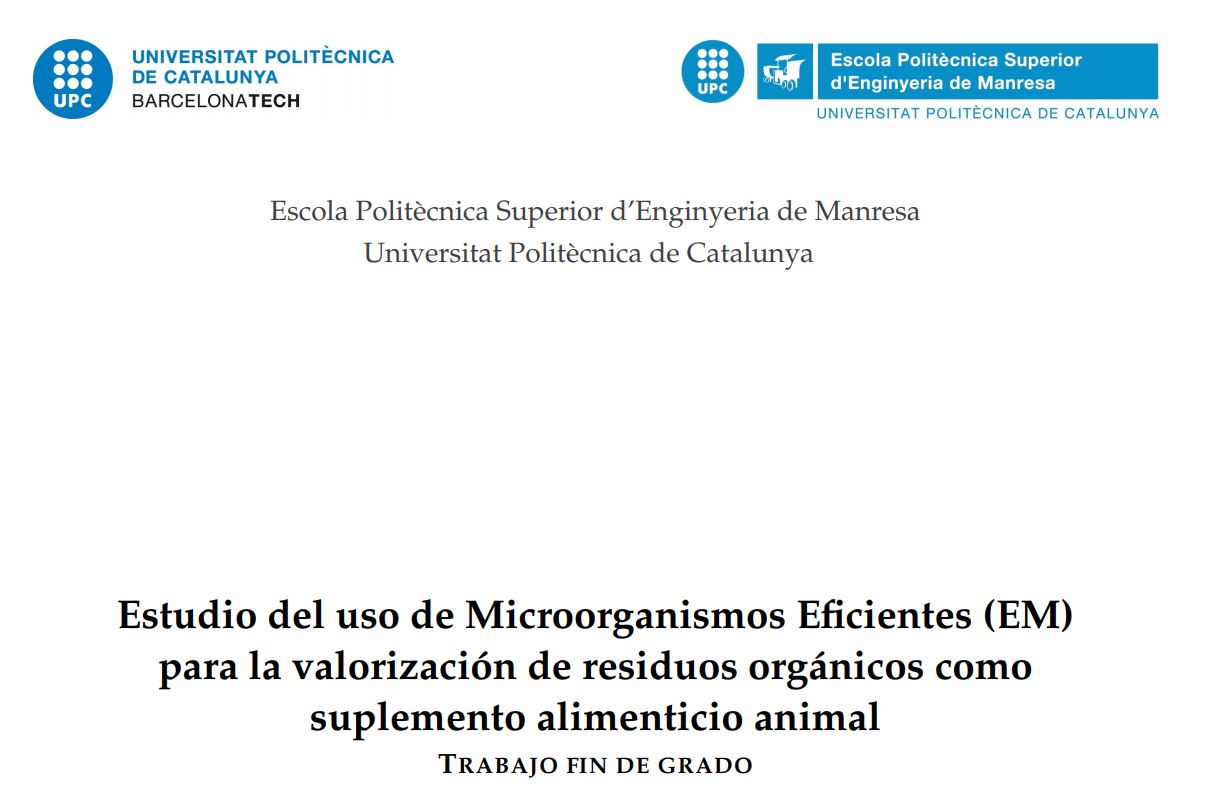 UPC
UNIVERSITAT POLITÈCNICA
DE CATALUNYA
BARCELONATECH
UPC
Escola Politècnica Superior
d'Enginyeria de Manresa
UNIVERSITAT POLITÈCNICA DE CATALUNYA
Escola Politècnica Superior d’Enginyeria de Manresa
Universitat Politècnica de Catalunya
Estudio del uso de Microorganismos Eficientes (EM)
para la valorización de residuos orgánicos como
suplemento alimenticio animal
TRABAJO FIN DE GRADO